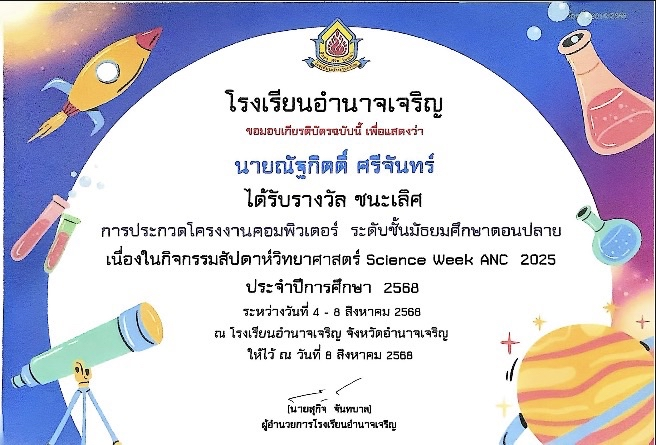 โรงเรียนอำนาจเจริญ
ขอมอบเกียรติบัตรฉบับนี้ เพื่อแสดงว่า
นายณัฐกิตติ์ ศรีจันทร์
ได้รับรางวัล ชนะเลิศ
การประกวดโครงงานคอมพิวเตอร์ ระดับชั้นมัธยมศึกษาตอนปลาย
เนื่องในกิจกรรมสัปดาห์วิทยาศาสตร์ Science Week ANC 2025
ประจำปีการศึกษา 2568
ระหว่างวันที่ 4 - 8 สิงหาคม 2568
ณ โรงเรียนอำนาจเจริญ จังหวัดอำนาจเจริญ
ให้ไว้ ณ วันที่ 8 สิงหาคม 2568
(นายสุกิจ จันทบาล)
ผู้อำนวยการโรงเรียนอำนาจเจริญ